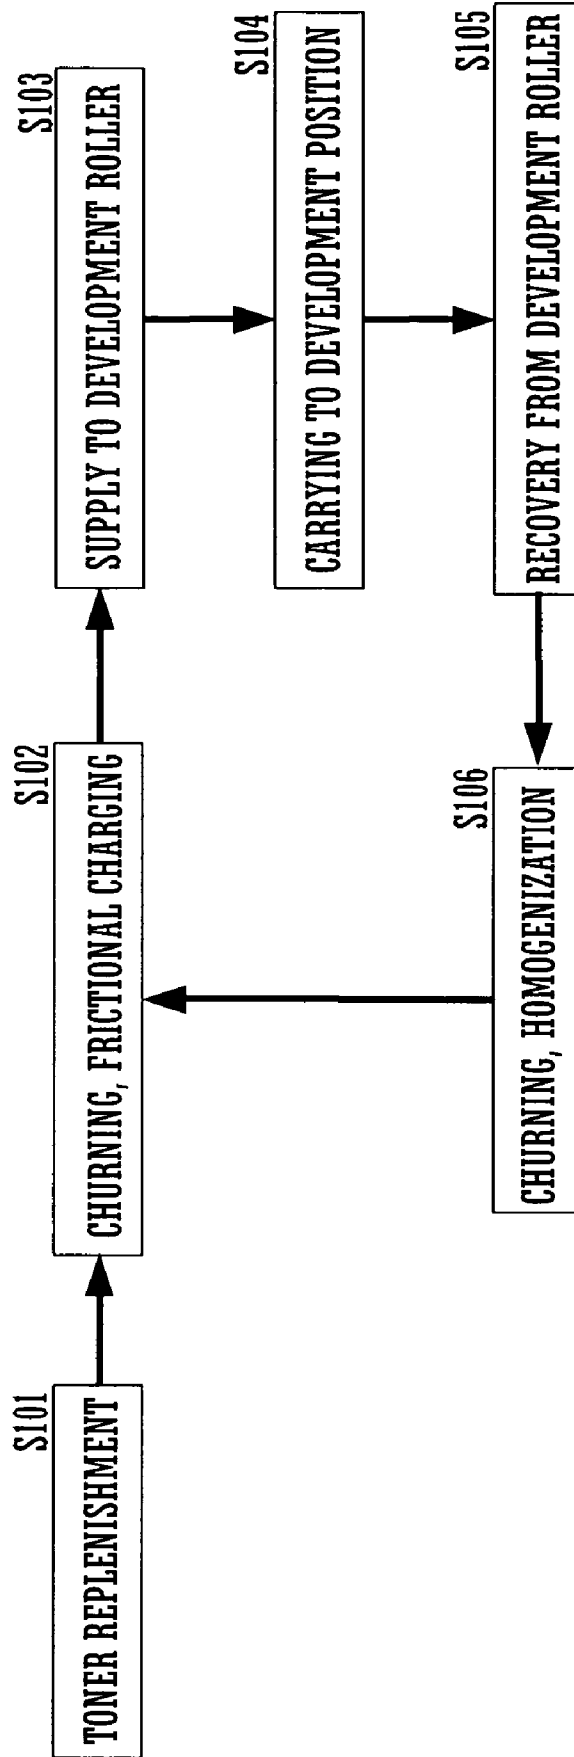 S101
TONER REPLENISHMENT
S102
CHURNING, FRICTIONAL CHARGING
S103
SUPPLY TO DEVELOPMENT ROLLER
S104
CARRYING TO DEVELOPMENT POSITION
S105
RECOVERY FROM DEVELOPMENT ROLLER
S106
CHURNING, HOMOGENIZATION